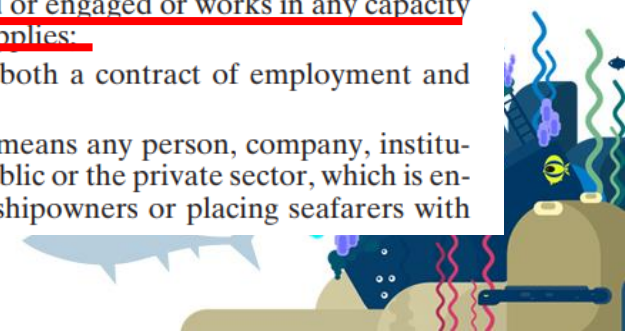 or engaged or works in any capacity
pplies:
both a contract of employment and
means any person, company, institu-
blic or the private sector, which is en-
shipowners or placing seafarers with